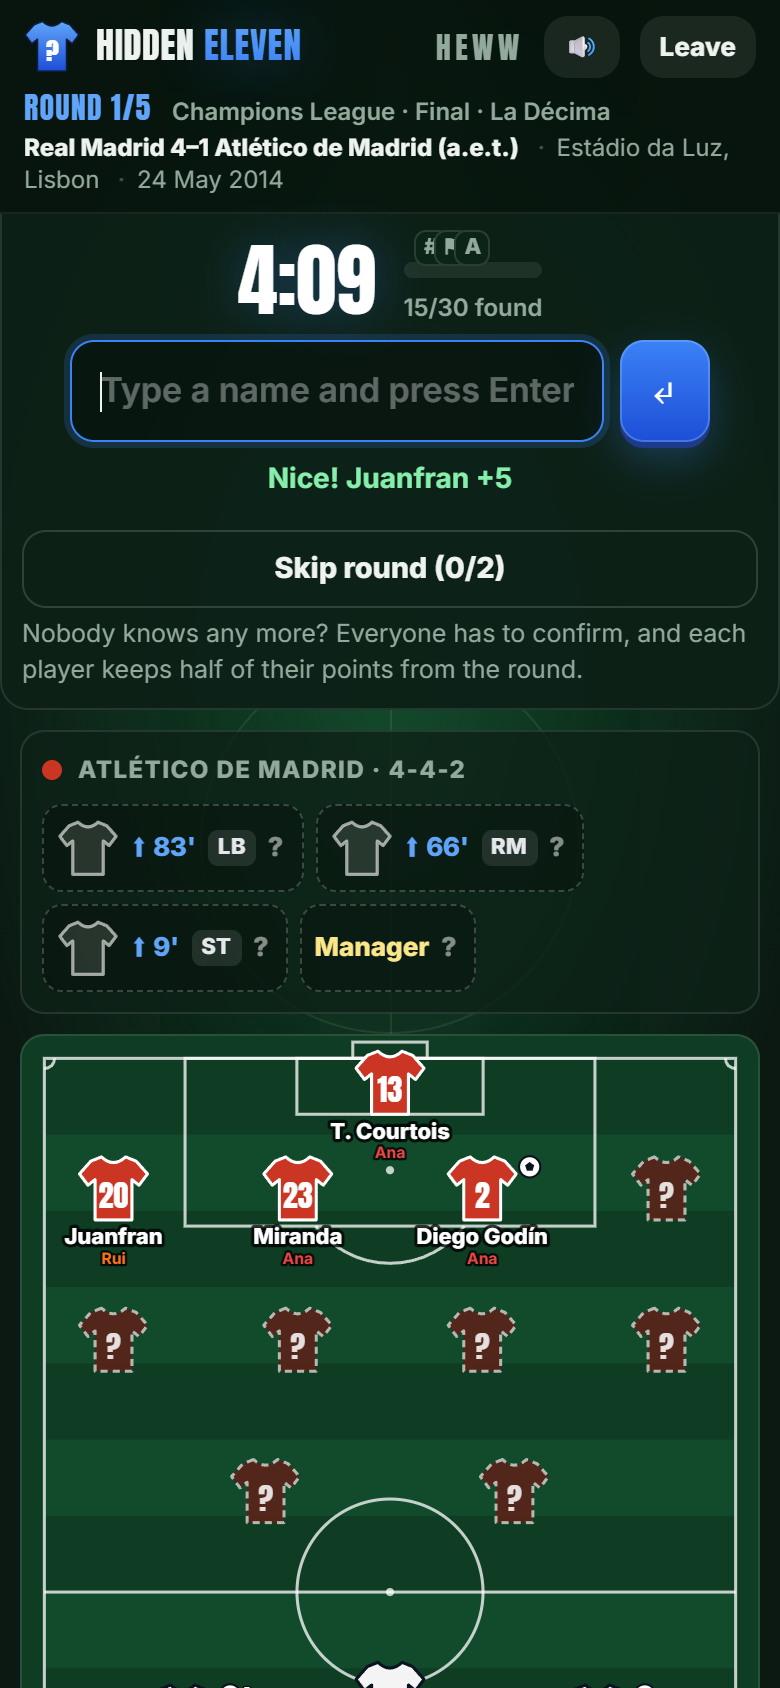 ? HIDDEN ELEVEN HEWW Leave
ROUND 1/5 Champions League · Final · La Décima
Real Madrid 4–1 Atlético de Madrid (a.e.t.) · Estádio da Luz,
Lisbon · 24 May 2014
# A
4:09
15/30 found
Type a name and press Enter
Nice! Juanfran +5
Skip round (0/2)
Nobody knows any more? Everyone has to confirm, and each
player keeps half of their points from the round.
ATLÉTICO DE MADRID · 4-4-2
↑ 83' LB ? ↑ 66' RM ?
↑ 9' ST ? Manager ?
13
T. Courtois
Ana
20 23 2 ?
Juanfran Miranda Diego Godín
Rui Ana Ana
? ? ? ?
? ?